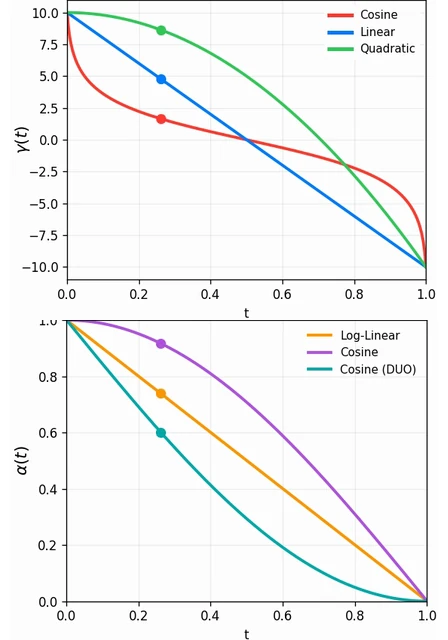 10.0
7.5
5.0
2.5
0.0
−2.5
−5.0
−7.5
−10.0
γ(t)
Cosine
Linear
Quadratic
0.0 0.2 0.4 0.6 0.8 1.0
t
1.0
0.8
0.6
0.4
0.2
0.0
α(t)
Log-Linear
Cosine
Cosine (DUO)
0.0 0.2 0.4 0.6 0.8 1.0
t